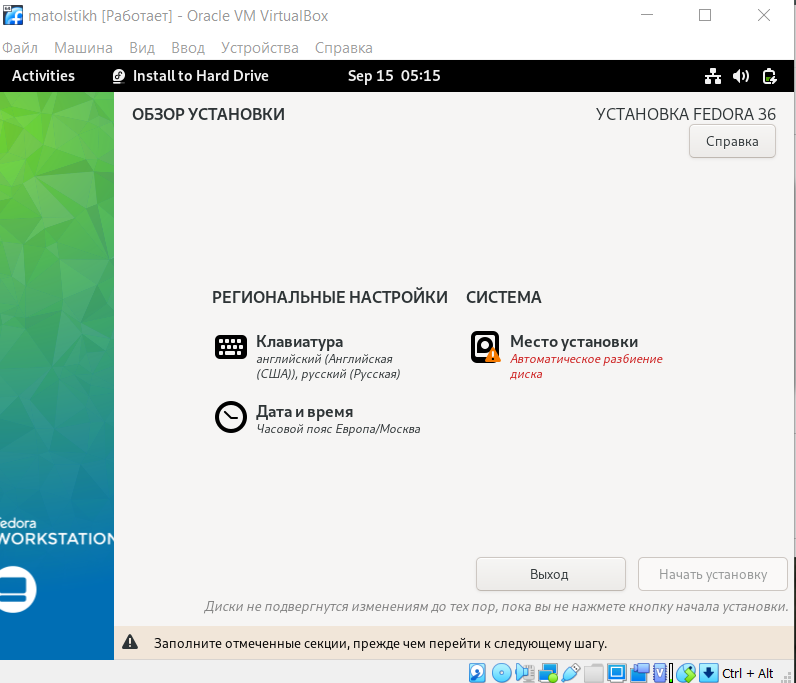 matolstikh [Работает] - Oracle VM VirtualBox
Файл Машина Вид Ввод Устройства Справка
Activities Install to Hard Drive Sep 15 05:15
ОБЗОР УСТАНОВКИ
УСТАНОВКА FEDORA 36
Справка
РЕГИОНАЛЬНЫЕ НАСТРОЙКИ
Клавиатура
английский (Английская
(США)), русский (Русская)
Дата и время
Часовой пояс Европа/Москва
СИСТЕМА
Место установки
Автоматическое разбиение
диска
edora
WORKSTATION
Выход
Начать установку
Диски не подвергнутся изменениям до тех пор, пока вы не нажмете кнопку начала установки.
Заполните отмеченные секции, прежде чем перейти к следующему шагу.
Ctrl + Alt